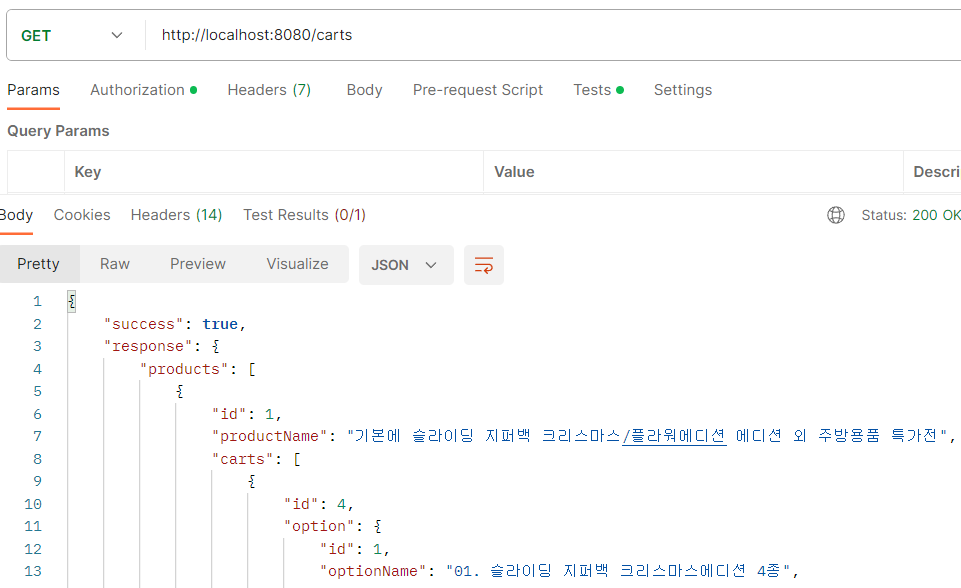 GET http://localhost:8080/carts
Params Authorization Headers (7) Body Pre-request Script Tests Settings
Query Params
Key Value Descri
Body Cookies Headers (14) Test Results (0/1) Status: 200 OK
Pretty Raw Preview Visualize JSON
1 {
2 "success": true,
3 "response": {
4 "products": [
5 {
6 "id": 1,
7 "productName": "기본에 슬라이딩 지퍼백 크리스마스/플라워에디션 에디션 외 주방용품 특가전",
8 "carts": [
9 {
10 "id": 4,
11 "option": {
12 "id": 1,
13 "optionName": "01. 슬라이딩 지퍼백 크리스마스에디션 4종",